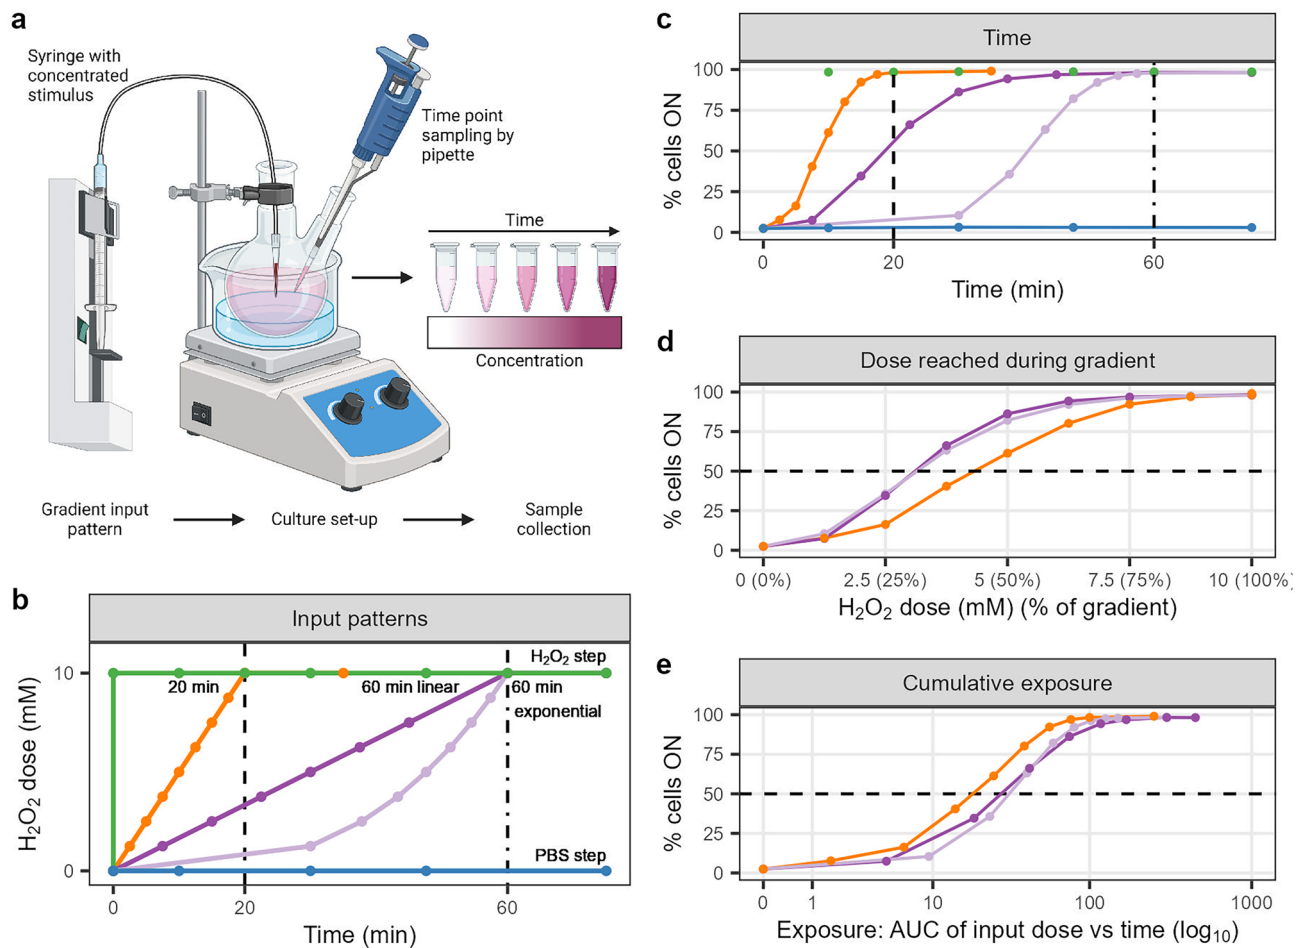 a
Syringe with
concentrated
stimulus
Time point
sampling by
pipette
Time
Concentration
Gradient input
pattern
Culture set-up
Sample
collection
b
Input patterns
H₂O₂ dose (mM)
10
0
H₂O₂ step
20 min
60 min linear
60 min
exponential
PBS step
0
20
60
Time (min)
c
Time
% cells ON
100
75
50
25
0
0
20
60
Time (min)
d
Dose reached during gradient
% cells ON
100
75
50
25
0
0 (0%)
2.5 (25%)
5 (50%)
7.5 (75%)
10 (100%)
H₂O₂ dose (mM) (% of gradient)
e
Cumulative exposure
% cells ON
100
75
50
25
0
0
1
10
100
1000
Exposure: AUC of input dose vs time (log₁₀)